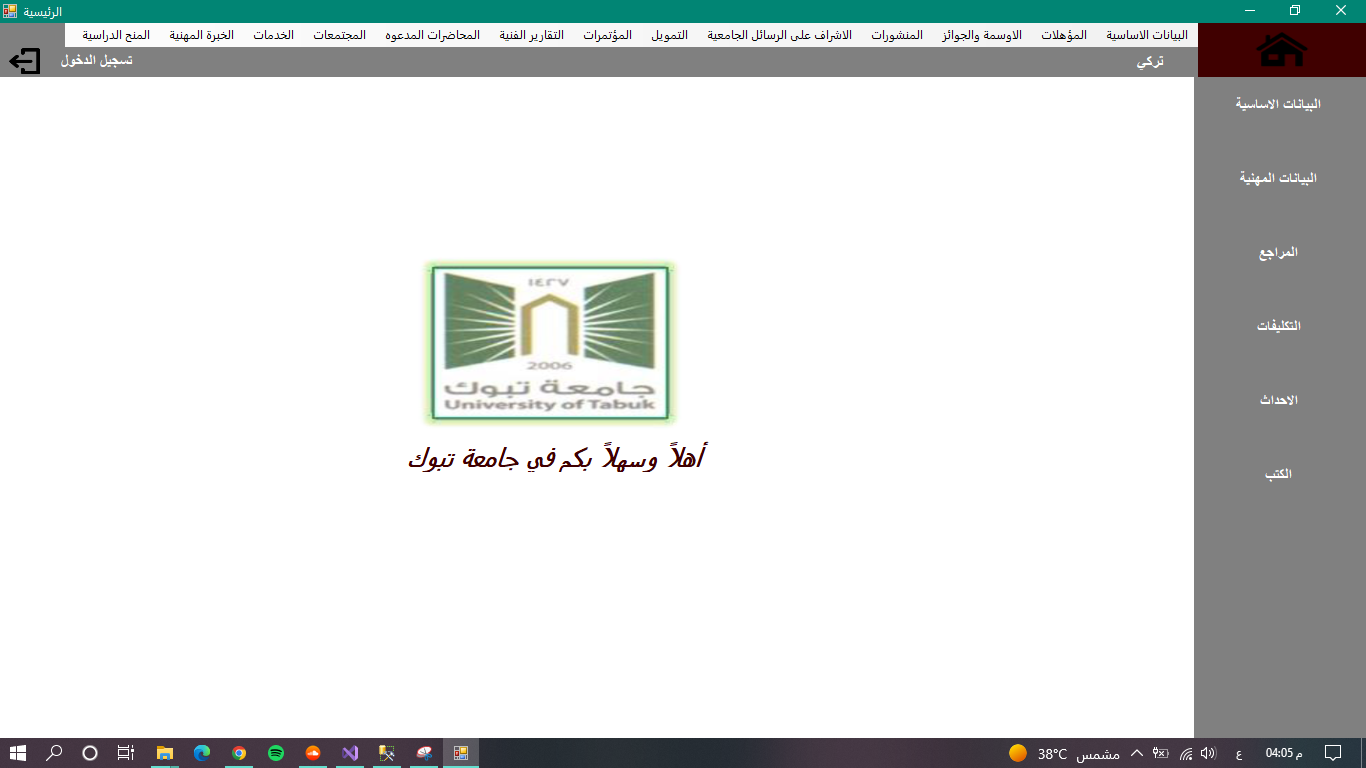 الرئيسية
البيانات الاساسية المؤهلات الاوسمة والجوائز المنشورات الاشراف على الرسائل الجامعية التمويل المؤتمرات التقارير الفنية المحاضرات المدعوه المجتمعات الخدمات الخبرة المهنية المنح الدراسية
تركي
تسجيل الدخول
البيانات الاساسية
البيانات المهنية
المراجع
التكليفات
الاحداث
الكتب
١٤٢٧
2006
جامعة تبوك
University of Tabuk
أهلاً وسهلاً بكم في جامعة تبوك
38°C مشمس
ع
04:05 م